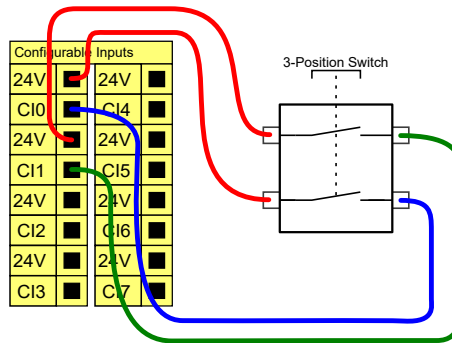 Configurable Inputs
3-Position Switch
24V 24V
CI0 CI4
24V 24V
CI1 CI5
24V 24V
CI2 CI6
24V 24V
CI3 CI7